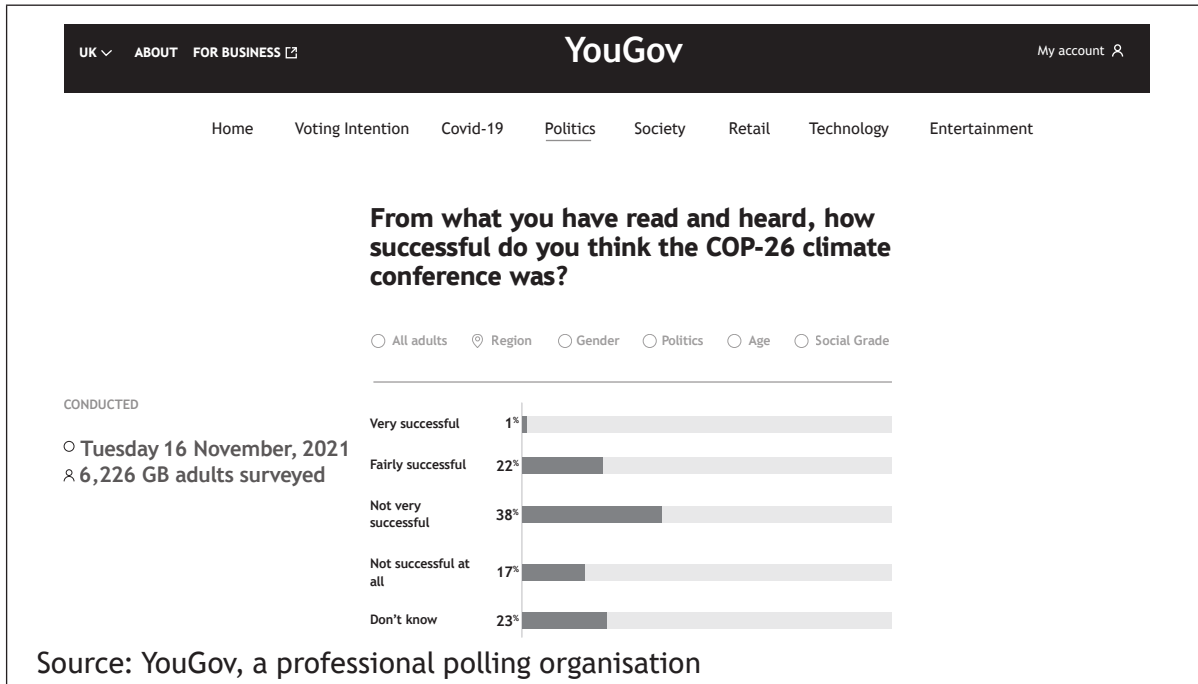 UK ABOUT FOR BUSINESS YouGov My account
Home Voting Intention Covid-19 Politics Society Retail Technology Entertainment
From what you have read and heard, how
successful do you think the COP-26 climate
conference was?
All adults Region Gender Politics Age Social Grade
CONDUCTED
Tuesday 16 November, 2021
6,226 GB adults surveyed
Very successful 1%
Fairly successful 22%
Not very
successful 38%
Not successful at
all 17%
Don't know 23%
Source: YouGov, a professional polling organisation